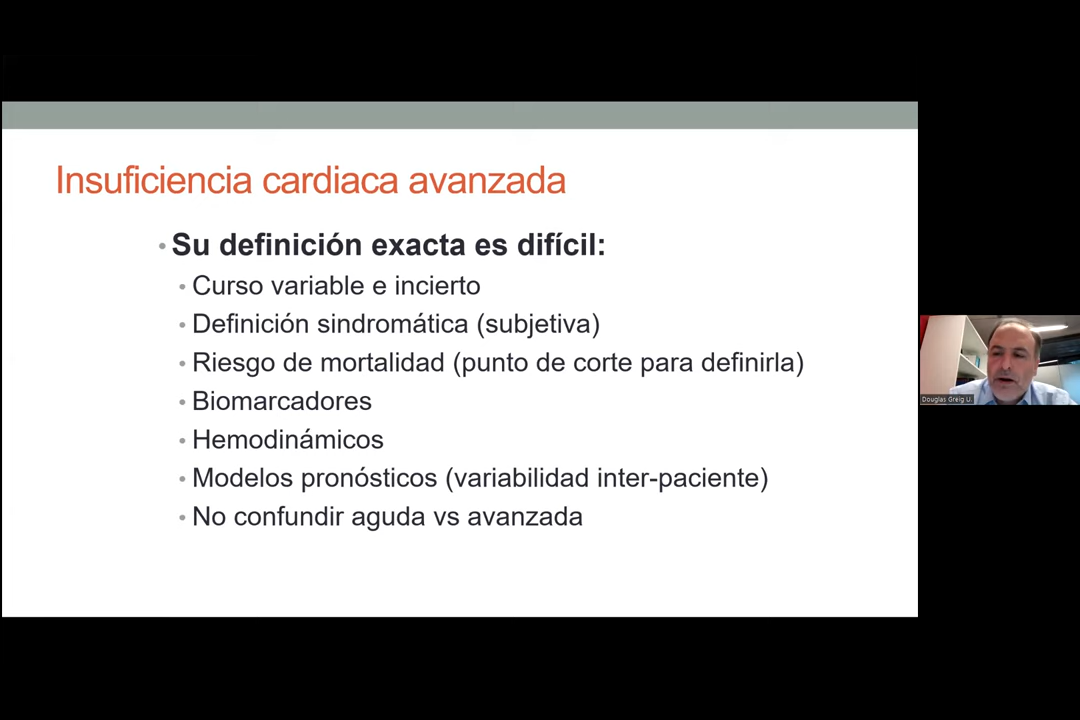 Insuficiencia cardiaca avanzada
• Su definición exacta es difícil:
• Curso variable e incierto
• Definición sindromática (subjetiva)
• Riesgo de mortalidad (punto de corte para definirla)
• Biomarcadores
• Hemodinámicos
• Modelos pronósticos (variabilidad inter-paciente)
• No confundir aguda vs avanzada
Douglas Greig U.